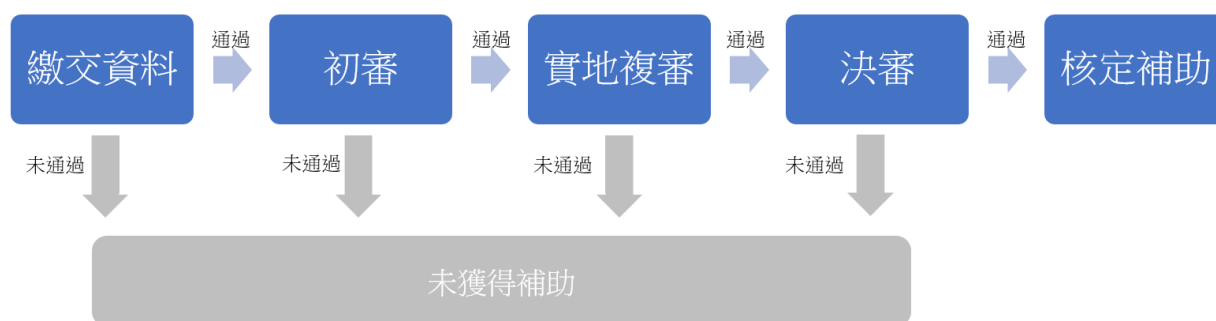 通過
通過
通過
通過
繳交資料
初審
實地複審
決審
核定補助
未通過
未通過
未通過
未通過
未獲得補助